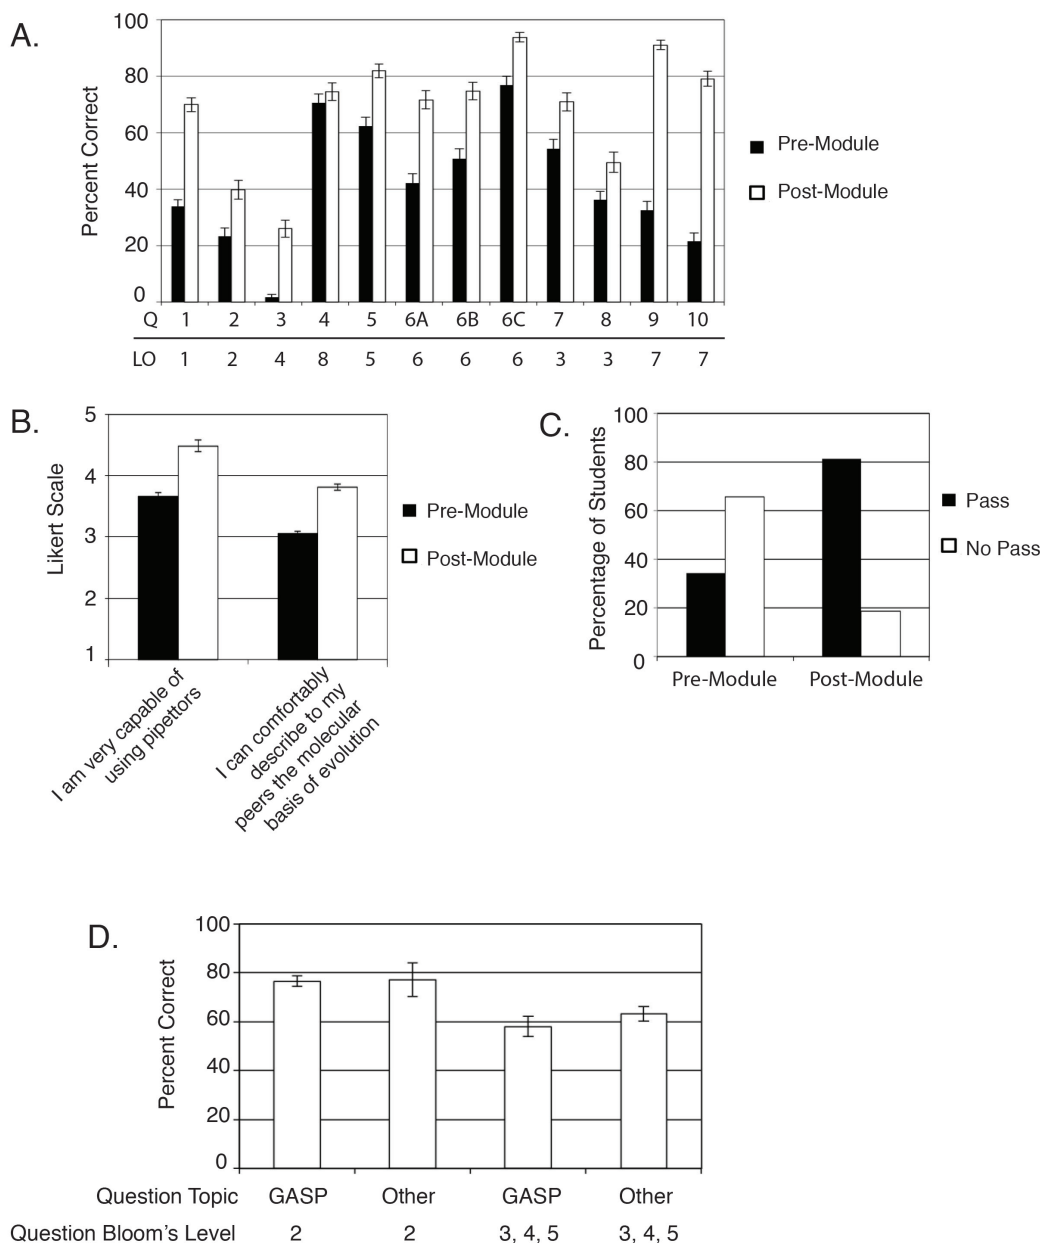 A.
Percent Correct
100
80
60
40
20
0
Q 1 2 3 4 5 6A 6B 6C 7 8 9 10
LO 1 2 4 8 5 6 6 6 3 3 7 7
Pre-Module
Post-Module
B.
Likert Scale
5
4
3
2
1
I am very capable of
using pipettors
I can comfortably
describe to my
peers the molecular
basis of evolution
Pre-Module
Post-Module
C.
Percentage of Students
100
80
60
40
20
0
Pre-Module Post-Module
Pass
No Pass
D.
Percent Correct
100
80
60
40
20
0
Question Topic GASP Other GASP Other
Question Bloom's Level 2 2 3, 4, 5 3, 4, 5